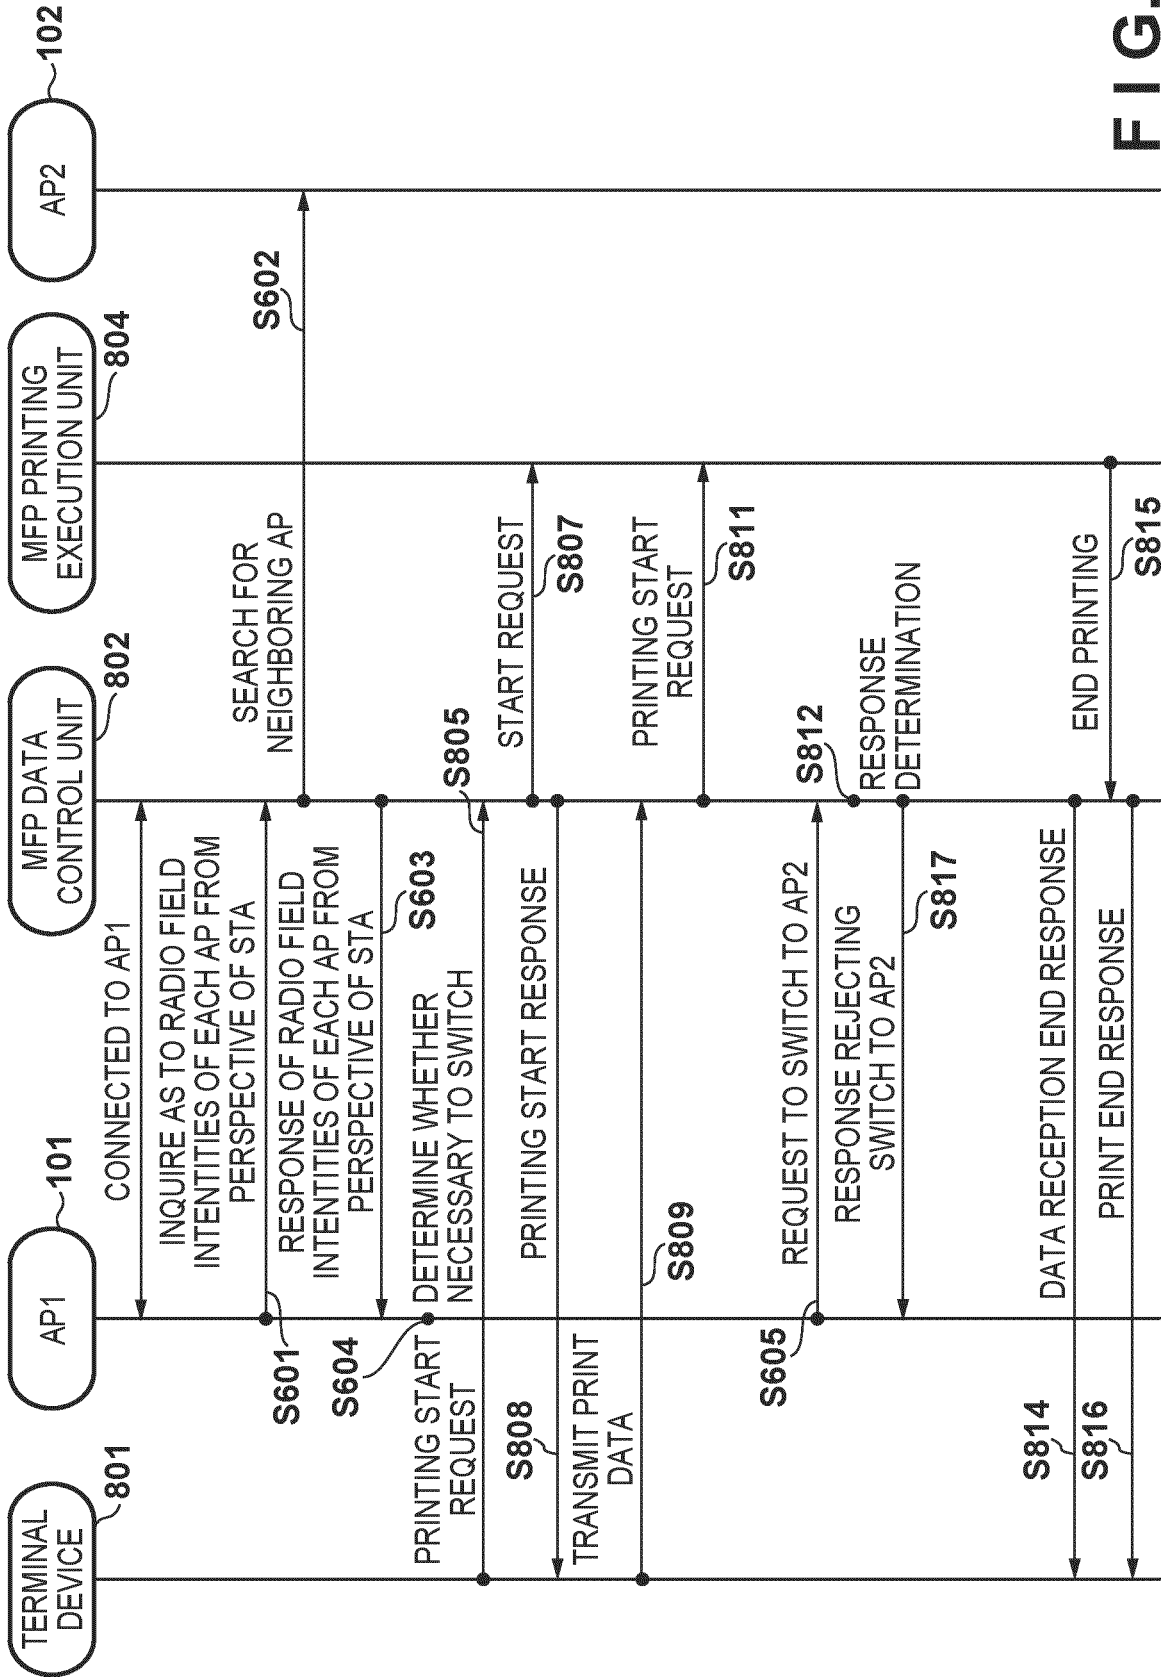 TERMINAL
DEVICE
801
AP1
101
MFP DATA
CONTROL UNIT
802
MFP PRINTING
EXECUTION UNIT
804
AP2
102
CONNECTED TO AP1
INQUIRE AS TO RADIO FIELD
INTENTITIES OF EACH AP FROM
PERSPECTIVE OF STA
S601
SEARCH FOR
NEIGHBORING AP
S602
RESPONSE OF RADIO FIELD
INTENTITIES OF EACH AP FROM
PERSPECTIVE OF STA
S603
S604
DETERMINE WHETHER
NECESSARY TO SWITCH
PRINTING START
REQUEST
S805
START REQUEST
S807
PRINTING START RESPONSE
S808
TRANSMIT PRINT
DATA
S809
PRINTING START
REQUEST
S811
REQUEST TO SWITCH TO AP2
S605
S812
RESPONSE
DETERMINATION
RESPONSE REJECTING
SWITCH TO AP2
S817
DATA RECEPTION END RESPONSE
S814
END PRINTING
S815
PRINT END RESPONSE
S816
FIG.